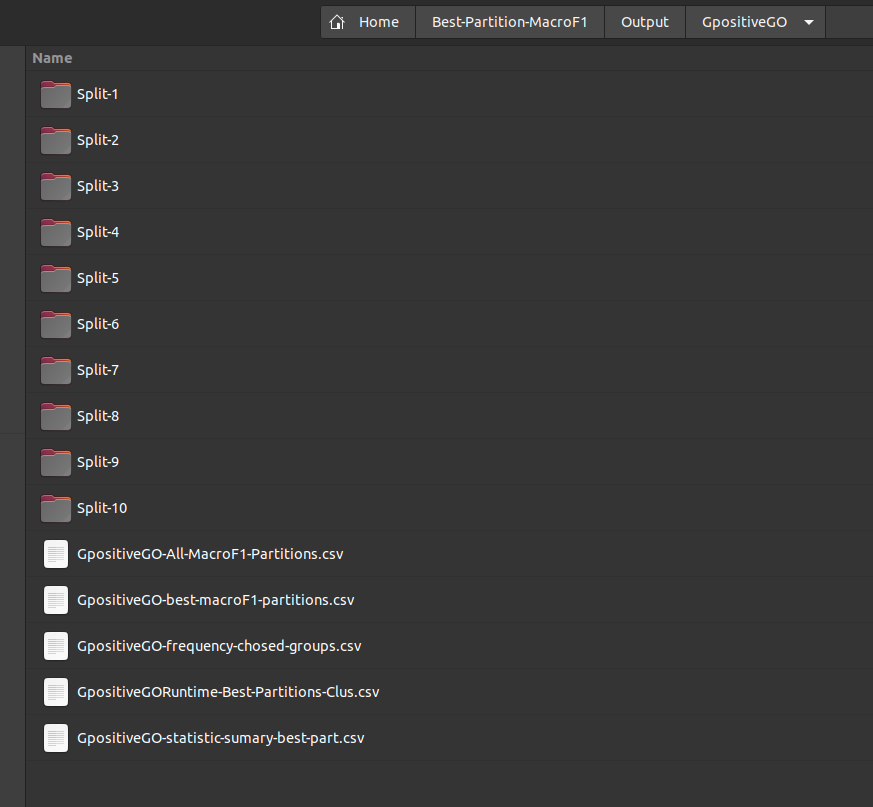 Home Best-Partition-MacroF1 Output GpositiveGO
Name
Split-1
Split-2
Split-3
Split-4
Split-5
Split-6
Split-7
Split-8
Split-9
Split-10
GpositiveGO-All-MacroF1-Partitions.csv
GpositiveGO-best-macroF1-partitions.csv
GpositiveGO-frequency-chosed-groups.csv
GpositiveGORuntime-Best-Partitions-Clus.csv
GpositiveGO-statistic-sumary-best-part.csv